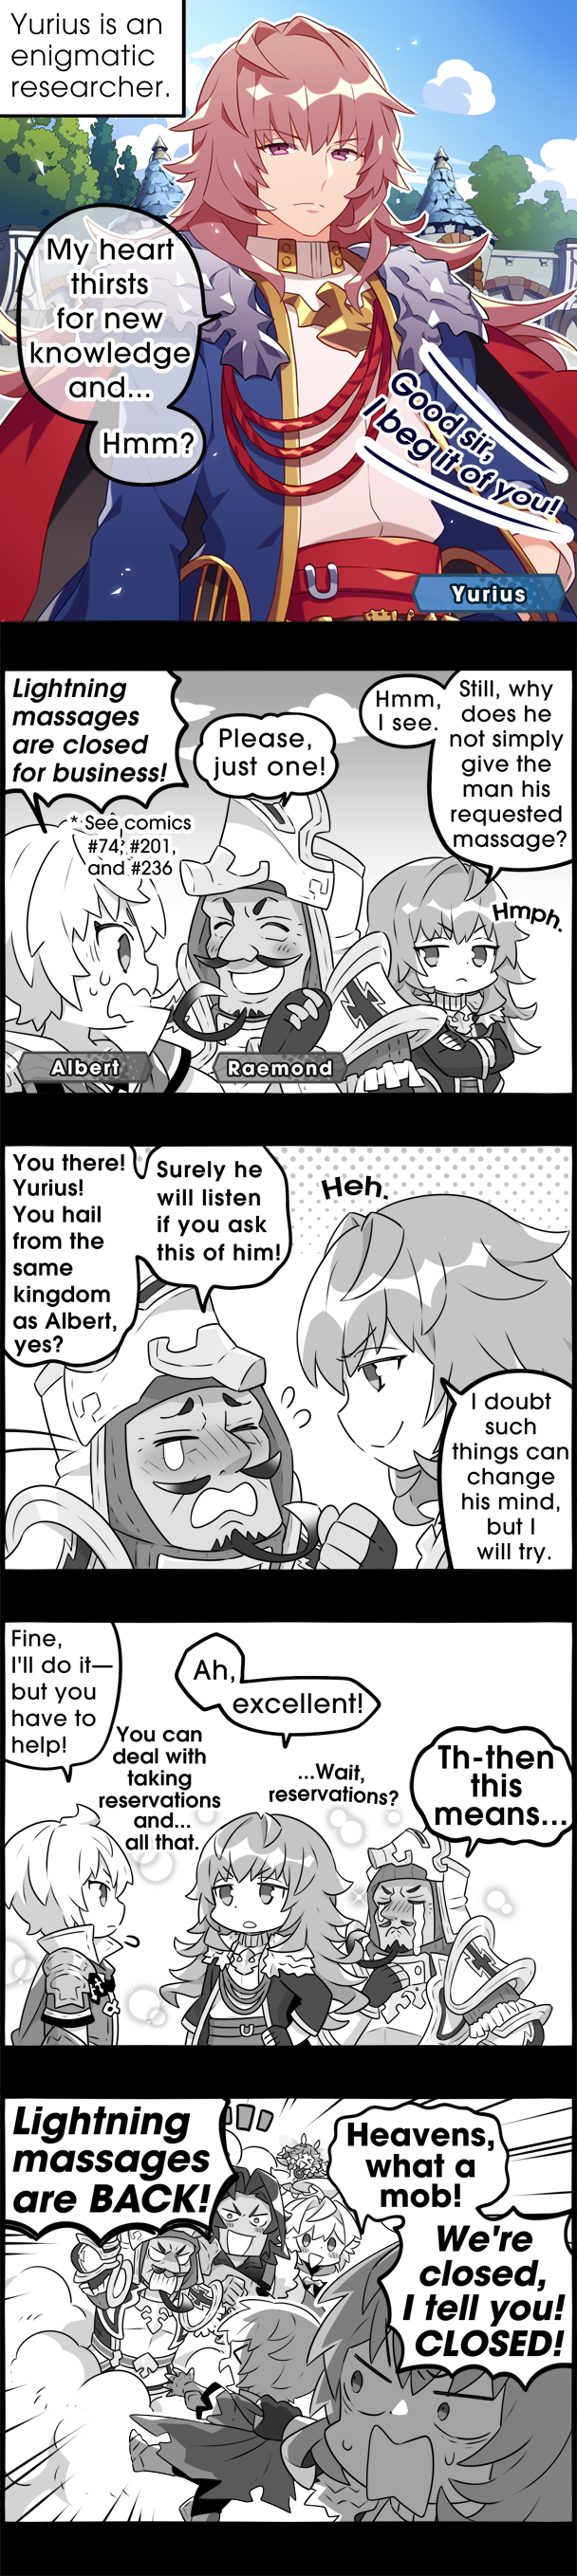 Yurius is an
enigmatic
researcher.
My heart
thirsts
for new
knowledge
and...
Hmm?
Good sir,
I beg it of you!
Yurius
Lightning
massages
are closed
for business!
* See comics
#74, #201,
and #236
Please,
just one!
Hmm,
I see.
Still, why
does he
not simply
give the
man his
requested
massage?
Hmph.
Albert
Raemond
You there!
Yurius!
You hail
from the
same
kingdom
as Albert,
yes?
Surely he
will listen
if you ask
this of him!
Heh.
I doubt
such
things can
change
his mind,
but I
will try.
Fine,
I'll do it—
but you
have to
help!
You can
deal with
taking
reservations
and...
all that.
Ah,
excellent!
...Wait,
reservations?
Th-then
this
means...
Lightning
massages
are BACK!
Heavens,
what a
mob!
We're
closed,
I tell you!
CLOSED!